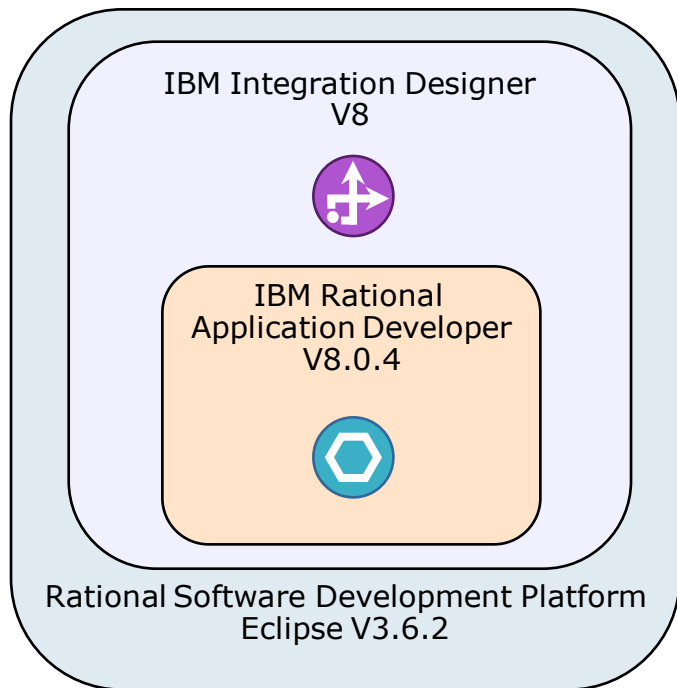 IBM Integration Designer
V8
IBM Rational
Application Developer
V8.0.4
Rational Software Development Platform
Eclipse V3.6.2